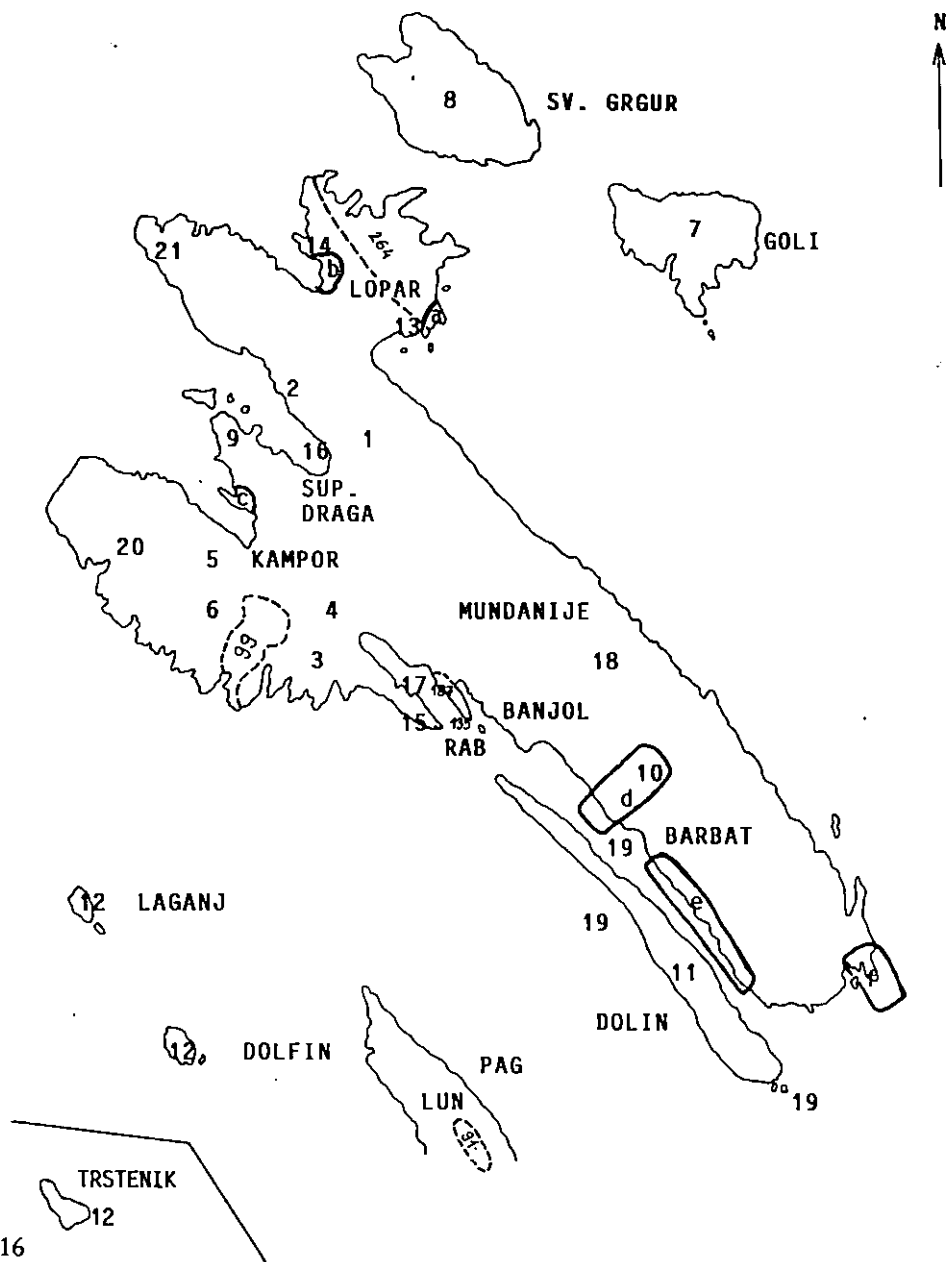 N
8 SV. GRGUR
7
GOLI
21
14
264
b
LOPAR
13 a
2
9
16
1
SUP.
DRAGA
c
20
5 KAMPOR
6
4
MUNDANIJE
99
3
18
17
15
135
BANJOL
RAB
10
d
BARBAT
19
12 LAGANJ
19
e
11
DOLIN
12 DOLFIN
PAG
LUN
19
91
TRSTENIK
12
16